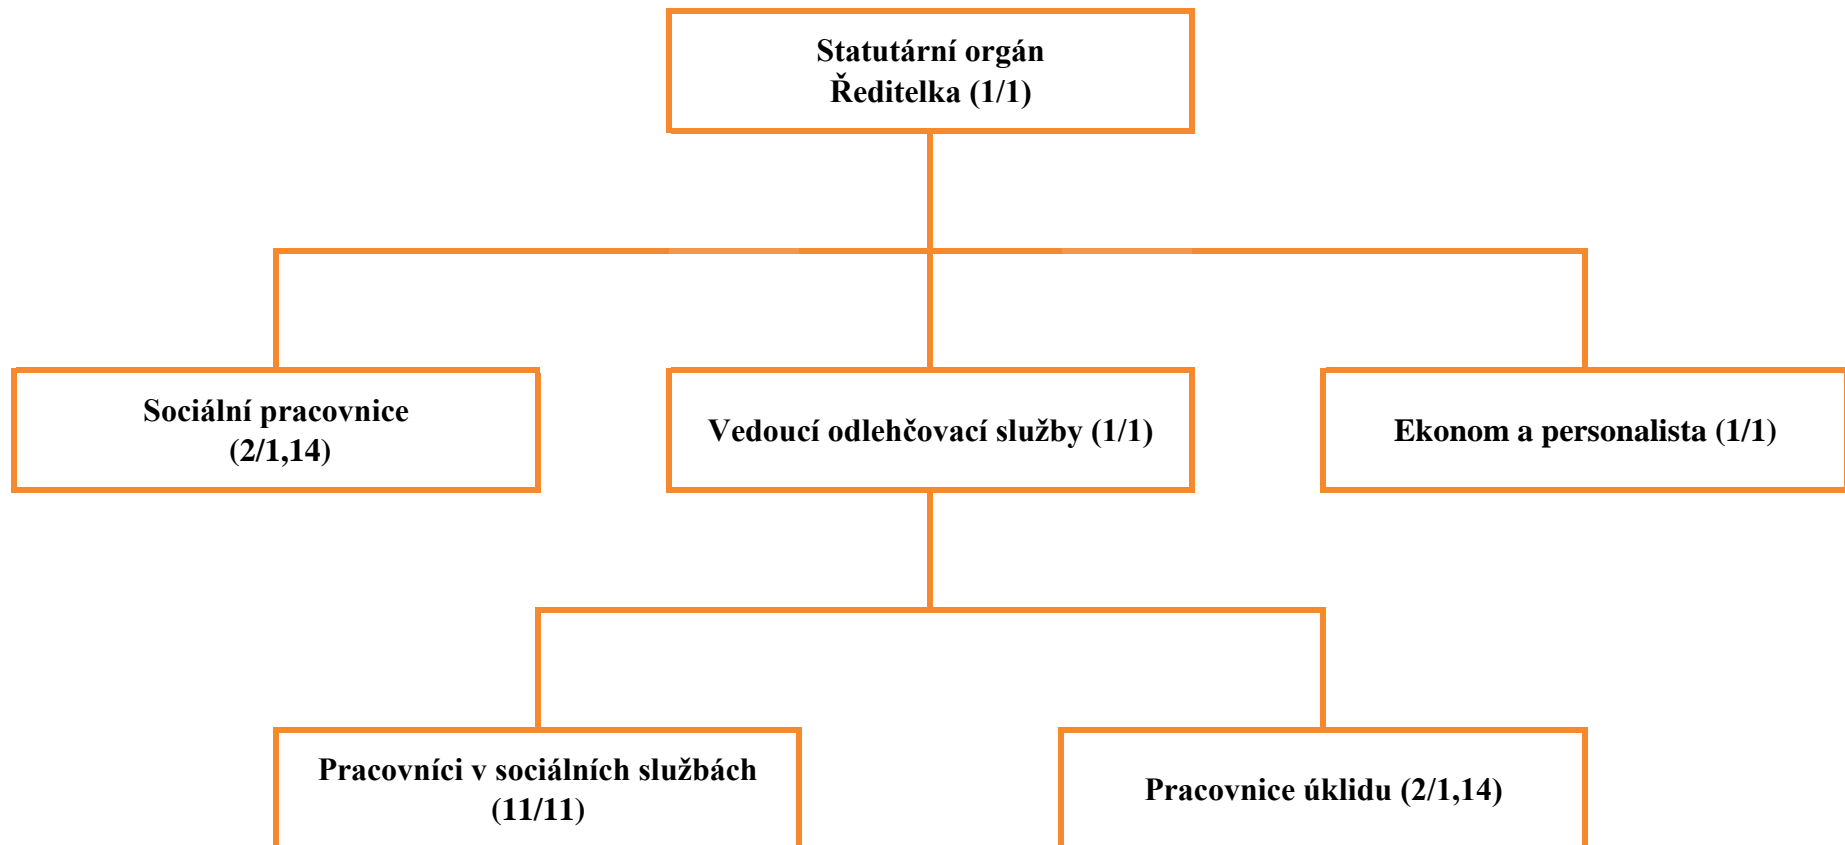 Statutární orgán
Ředitelka (1/1)
Sociální pracovnice
(2/1,14)
Vedoucí odlehčovací služby (1/1)
Ekonom a personalista (1/1)
Pracovníci v sociálních službách
(11/11)
Pracovnice úklidu (2/1,14)